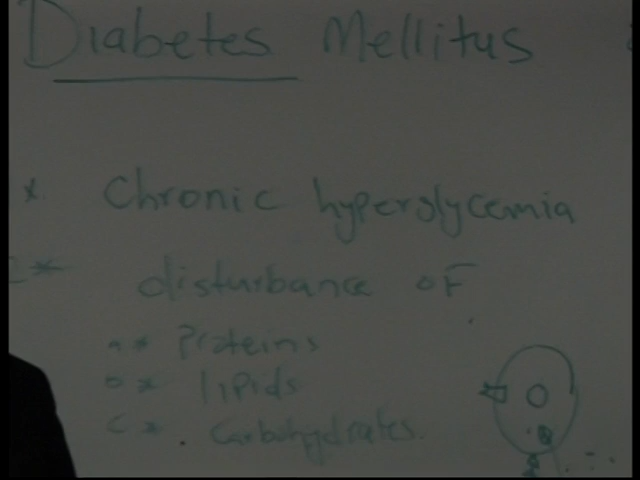 Diabetes Mellitus
* Chronic hyperglycemia
* disturbance of
* Proteins
* lipids
C * Carbohydrates.